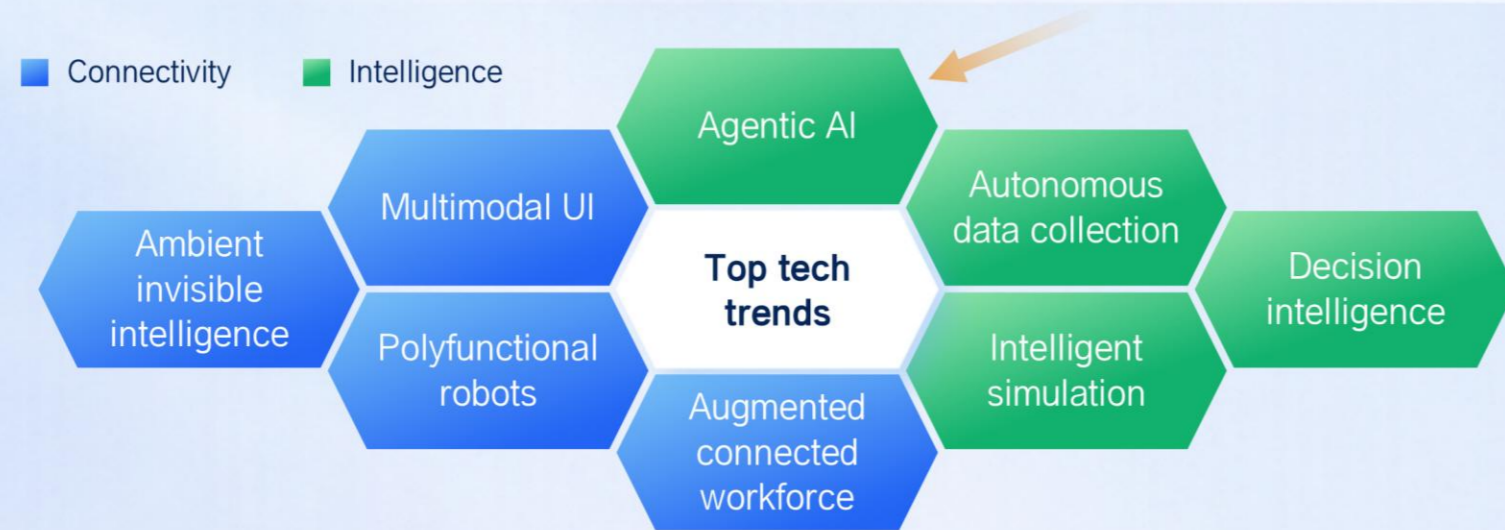 Connectivity
Intelligence
Agentic AI
Multimodal UI
Autonomous
data collection
Ambient
invisible
intelligence
Top tech
trends
Decision
intelligence
Polyfunctional
robots
Intelligent
simulation
Augmented
connected
workforce